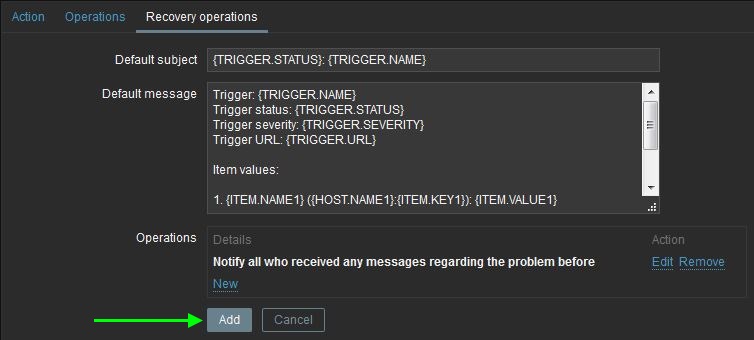 Action Operations Recovery operations
Default subject {TRIGGER.STATUS}: {TRIGGER.NAME}
Default message Trigger: {TRIGGER.NAME}
Trigger status: {TRIGGER.STATUS}
Trigger severity: {TRIGGER.SEVERITY}
Trigger URL: {TRIGGER.URL}
Item values:
1. {ITEM.NAME1} ({HOST.NAME1}:{ITEM.KEY1}): {ITEM.VALUE1}
Operations Details Action
Notify all who received any messages regarding the problem before Edit Remove
New
Add Cancel